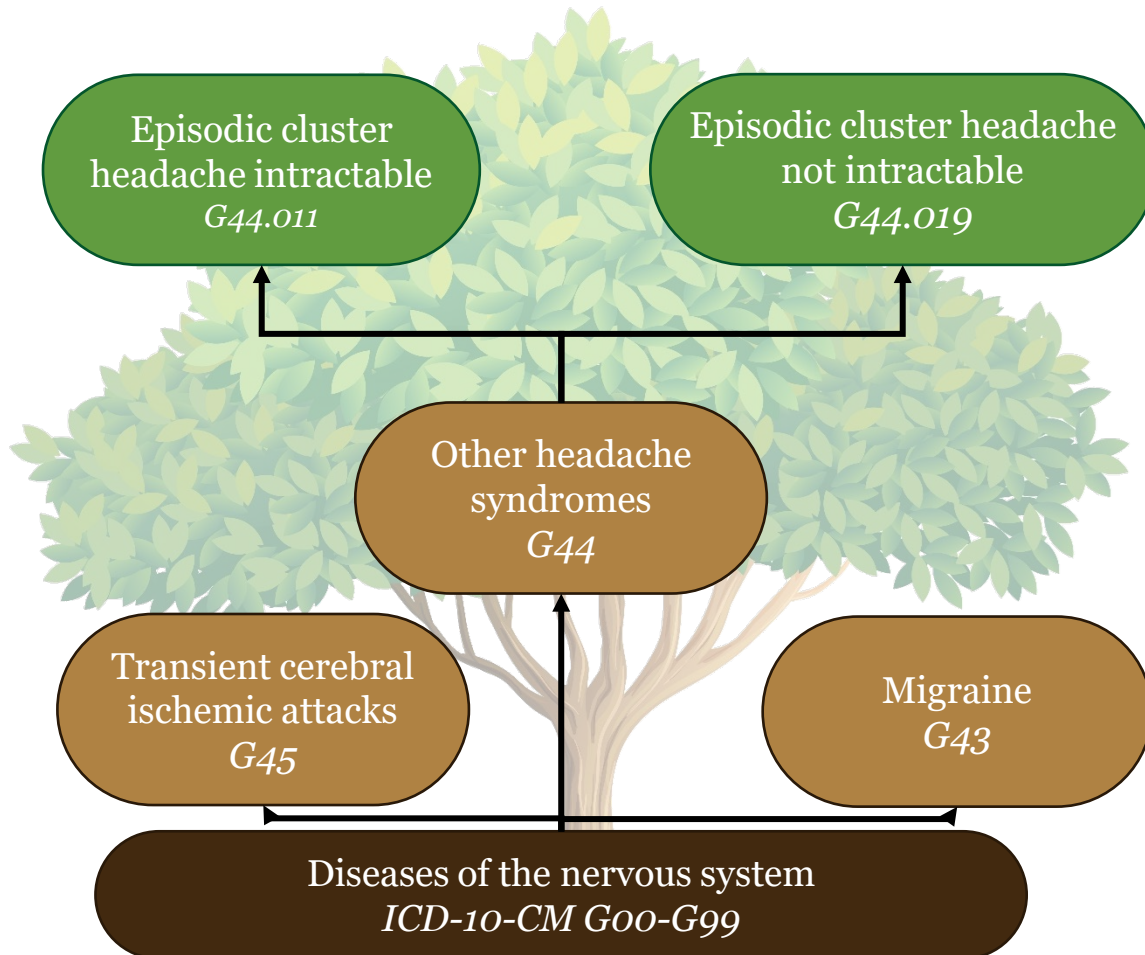 Episodic cluster
headache intractable
G44.011
Episodic cluster headache
not intractable
G44.019
Other headache
syndromes
G44
Transient cerebral
ischemic attacks
G45
Migraine
G43
Diseases of the nervous system
ICD-10-CM G00-G99